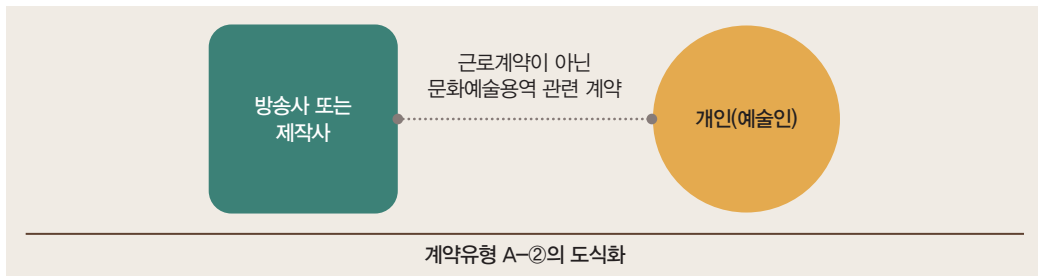 방송사 또는
제작사
근로계약이 아닌
문화예술용역 관련 계약
개인(예술인)
계약유형 A-②의 도식화